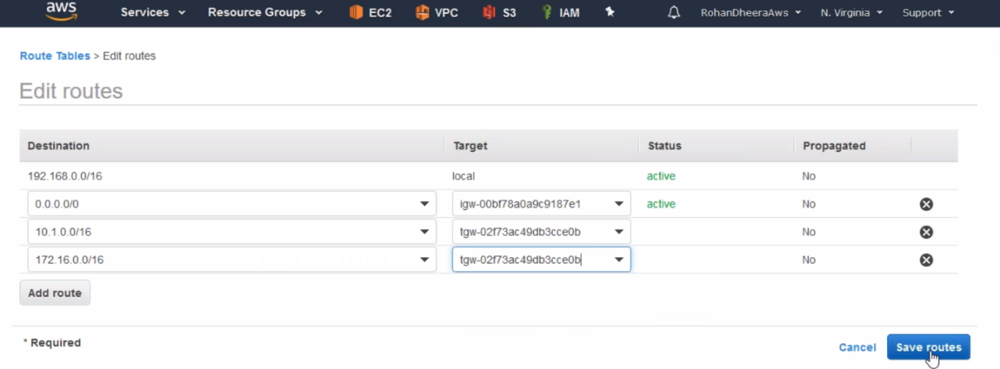 aws Services Resource Groups EC2 VPC S3 IAM RohanDheeraAws N. Virginia Support
Route Tables > Edit routes
Edit routes
Destination Target Status Propagated
192.168.0.0/16 local active No
0.0.0.0/0 igw-00bf78a0a9c9187e1 active No
10.1.0.0/16 tgw-02f73ac49db3cce0b No
172.16.0.0/16 tgw-02f73ac49db3cce0b No
Add route
* Required
Cancel Save routes